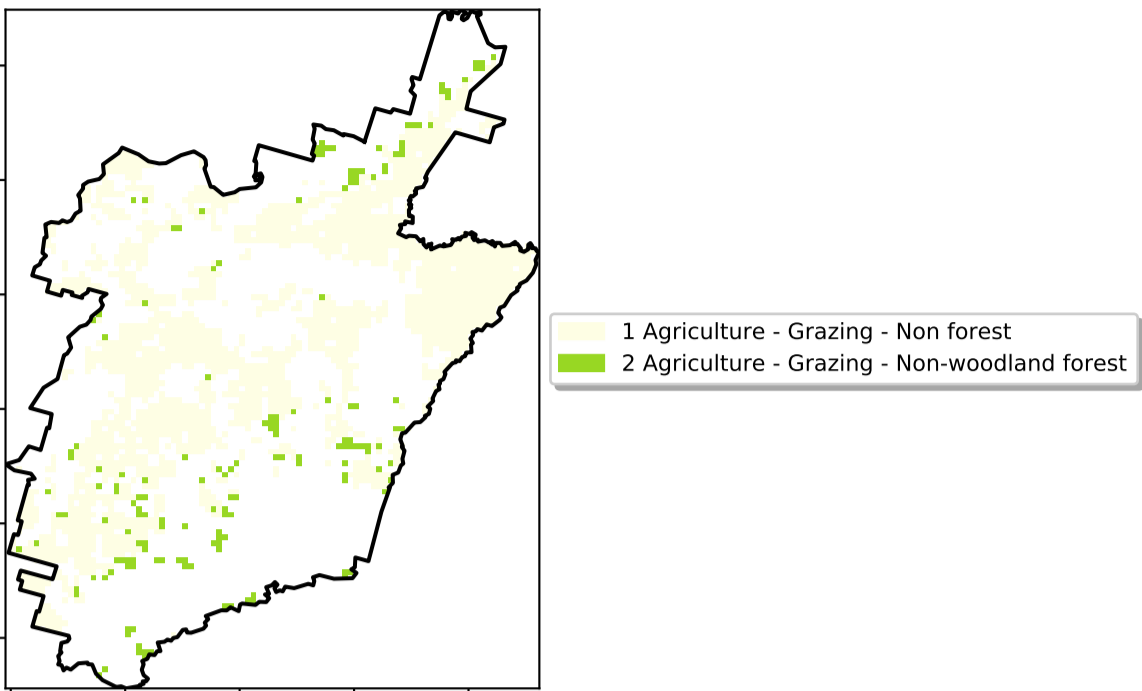 1 Agriculture - Grazing - Non forest
2 Agriculture - Grazing - Non-woodland forest